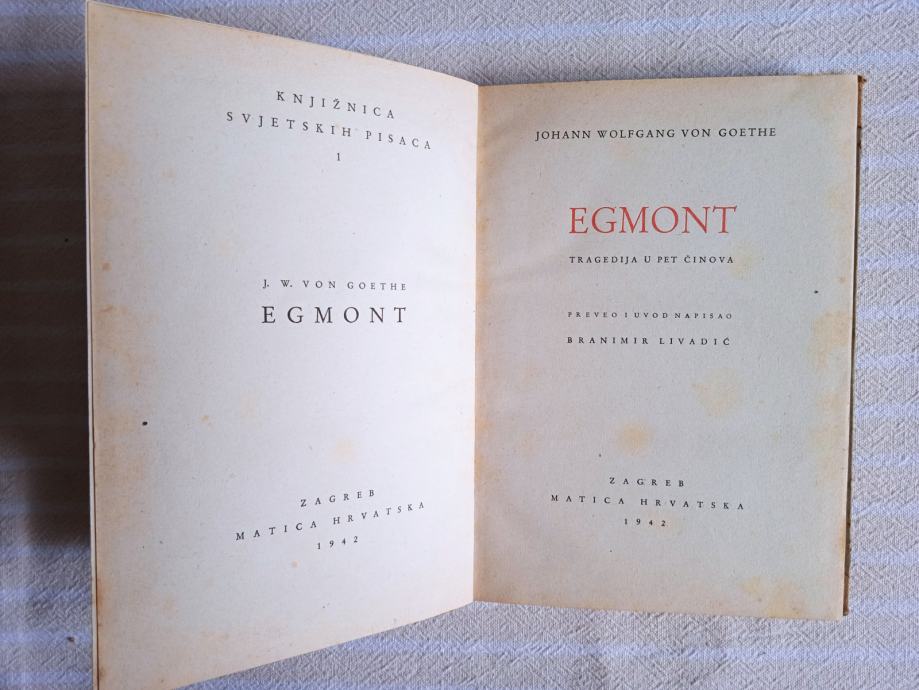 KNJIŽNICA
SVJETSKIH PISACA
1
J. W. VON GOETHE
EGMONT
ZAGREB
MATICA HRVATSKA
1942
JOHANN WOLFGANG VON GOETHE
EGMONT
TRAGEDIJA U PET ČINOVA
PREVEO I UVOD NAPISAO
BRANIMIR LIVADIĆ
ZAGREB
MATICA HRVATSKA
1942